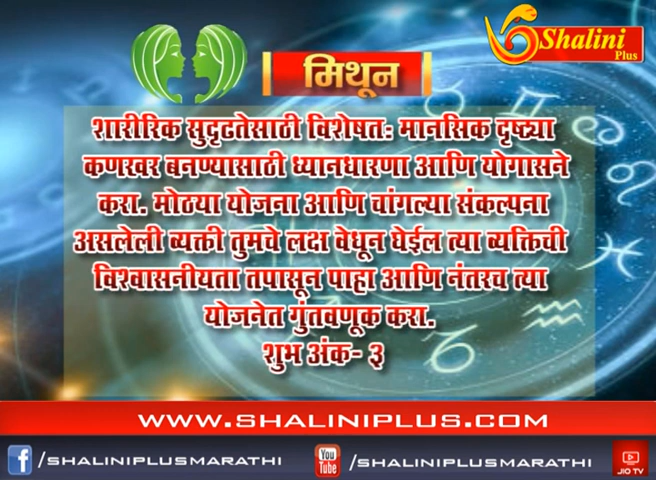 Shalini
Plus
मिथून
शारीरिक सुदृढतेसाठी विशेषतः मानसिक दृष्ट्या
कणखर बनण्यासाठी ध्यानधारणा आणि योगासने
करा. मोठया योजना आणि चांगल्या संकल्पना
असलेली व्यक्ती तुमचे लक्ष वेधून घेईल त्या व्यक्तिची
विश्वासनीयता तपासून पाहा आणि नंतरच त्या
योजनेत गुंतवणूक करा.
शुभ अंक- ३
WWW.SHALINIPLUS.COM
f /SHALINIPLUSMARATHI
You Tube /SHALINIPLUSMARATHI
JIO TV